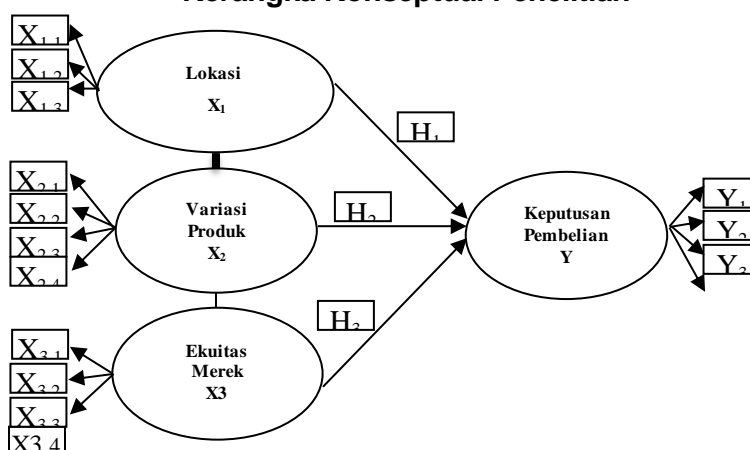 Kerangka Konseptual Penelitian
X1.1
X1.2
X1.3
Lokasi
X1
H1
X2.1
X2.2
X2.3
X2.4
Variasi
Produk
X2
H2
Keputusan
Pembelian
Y
Y1
Y2
Y3
H3
X3.1
X3.2
X3.3
X3.4
Ekuitas
Merek
X3